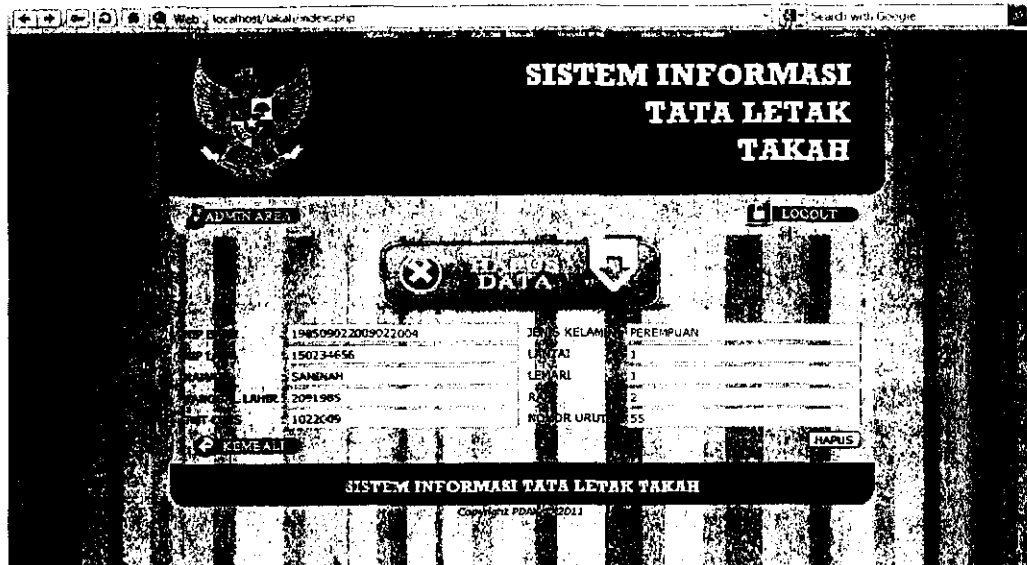 Web localhost/takah/index.php Search with Google
SISTEM INFORMASI
TATA LETAK
TAKAH
ADMIN AREA LOGOUT
DATA
198509022009022004 JENIS KELAMIN PEREMPUAN
150234656 LANTAI 1
LEMARI 1
LAHIR 2091985 2
1022009 NOMOR URUT 55
KEMBALI HAPUS
SISTEM INFORMASI TATA LETAK TAKAH
Copyright 2011